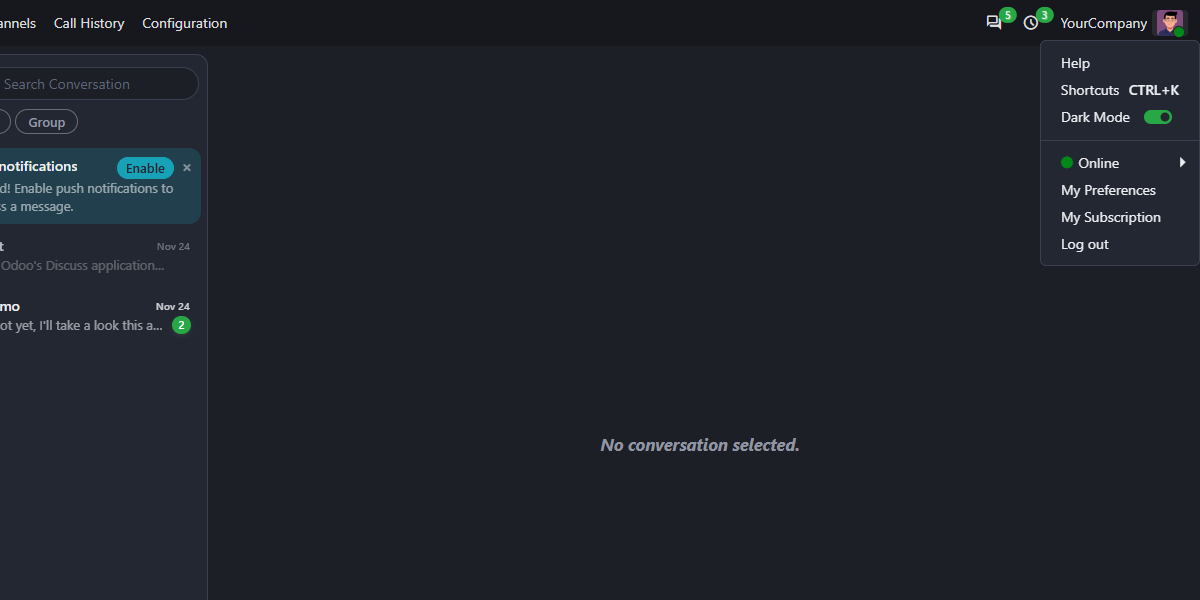 annels Call History Configuration 5 3 YourCompany
Search Conversation
Group
notifications Enable ×
d! Enable push notifications to
s a message.
t Nov 24
Odoo's Discuss application...
mo Nov 24
ot yet, I'll take a look this a... 2
No conversation selected.
Help
Shortcuts CTRL+K
Dark Mode
Online
My Preferences
My Subscription
Log out